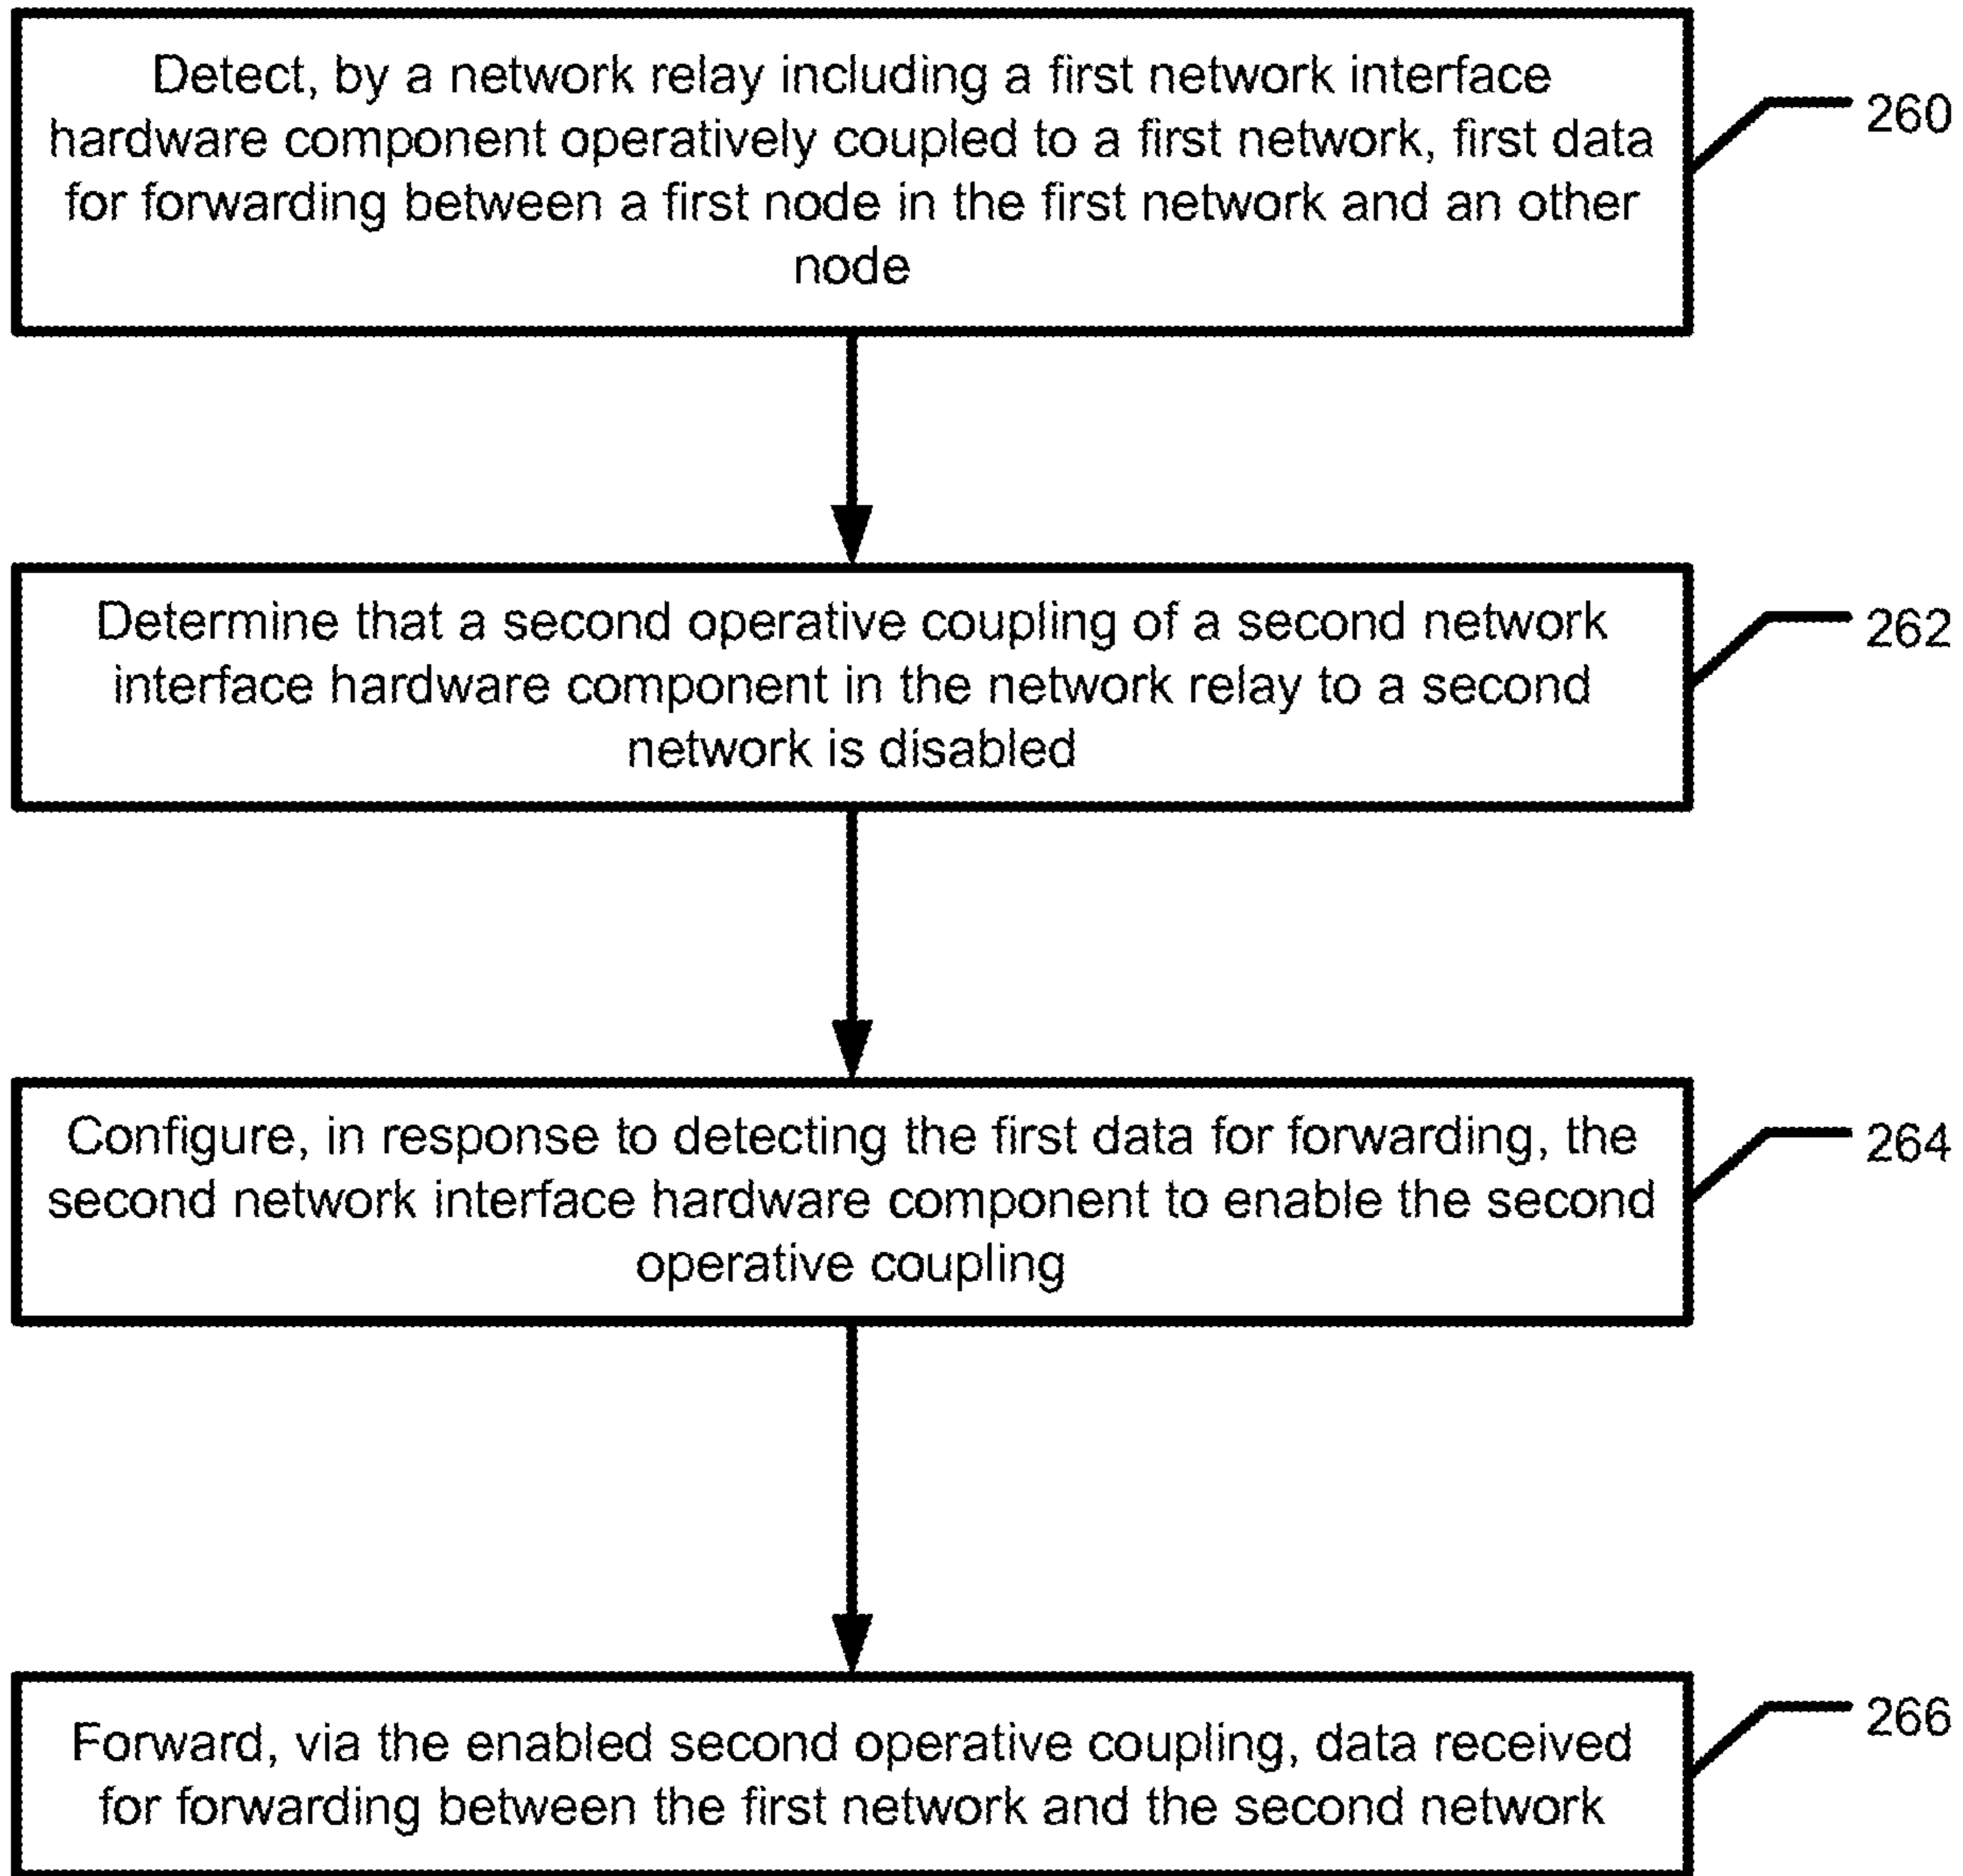 Detect, by a network relay including a first network interface
hardware component operatively coupled to a first network, first data
for forwarding between a first node in the first network and an other
node
260
Determine that a second operative coupling of a second network
interface hardware component in the network relay to a second
network is disabled
262
Configure, in response to detecting the first data for forwarding, the
second network interface hardware component to enable the second
operative coupling
264
Forward, via the enabled second operative coupling, data received
for forwarding between the first network and the second network
266